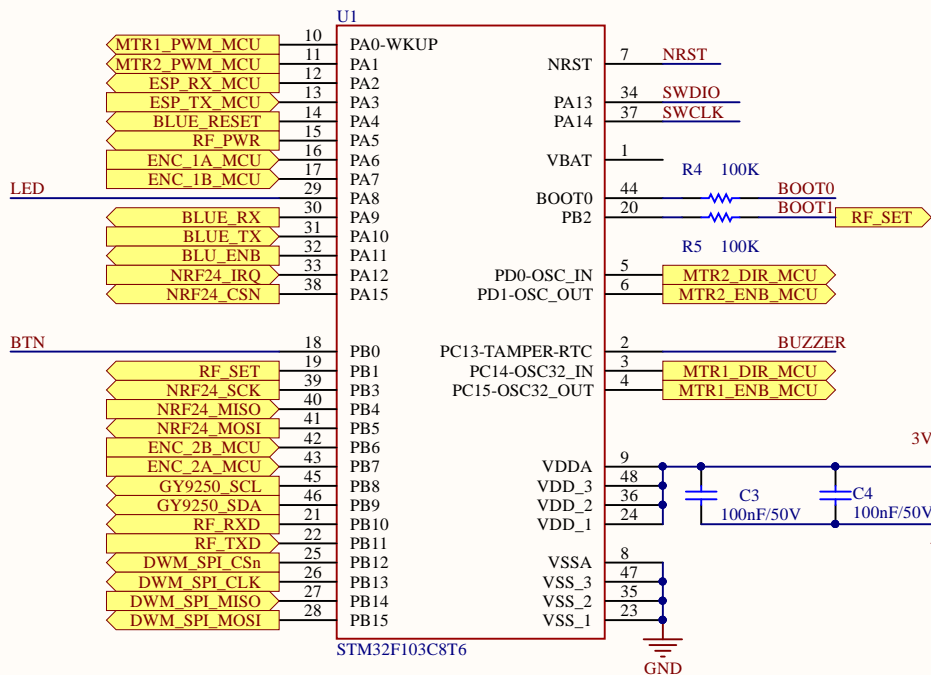 U1
MTR1_PWM_MCU 10 PA0-WKUP
MTR2_PWM_MCU 11 PA1 NRST 7 NRST
ESP_RX_MCU 12 PA2
ESP_TX_MCU 13 PA3 PA13 34 SWDIO
BLUE_RESET 14 PA4 PA14 37 SWCLK
RF_PWR 15 PA5
ENC_1A_MCU 16 PA6 VBAT 1
ENC_1B_MCU 17 PA7 R4 100K
LED 29 PA8 BOOT0 44 BOOT0
BLUE_RX 30 PA9 PB2 20 BOOT1 RF_SET
BLUE_TX 31 PA10
BLU_ENB 32 PA11 R5 100K
NRF24_IRQ 33 PA12 PD0-OSC_IN 5 MTR2_DIR_MCU
NRF24_CSN 38 PA15 PD1-OSC_OUT 6 MTR2_ENB_MCU
BTN 18 PB0 PC13-TAMPER-RTC 2 BUZZER
RF_SET 19 PB1 PC14-OSC32_IN 3 MTR1_DIR_MCU
NRF24_SCK 39 PB3 PC15-OSC32_OUT 4 MTR1_ENB_MCU
NRF24_MISO 40 PB4
NRF24_MOSI 41 PB5
ENC_2B_MCU 42 PB6 3V
ENC_2A_MCU 43 PB7 VDDA 9
GY9250_SCL 45 PB8 VDD_3 48 C3 C4
GY9250_SDA 46 PB9 VDD_2 36 100nF/50V 100nF/50V
RF_RXD 21 PB10 VDD_1 24
RF_TXD 22 PB11
DWM_SPI_CSn 25 PB12 VSSA 8
DWM_SPI_CLK 26 PB13 VSS_3 47
DWM_SPI_MISO 27 PB14 VSS_2 35
DWM_SPI_MOSI 28 PB15 VSS_1 23
STM32F103C8T6
GND